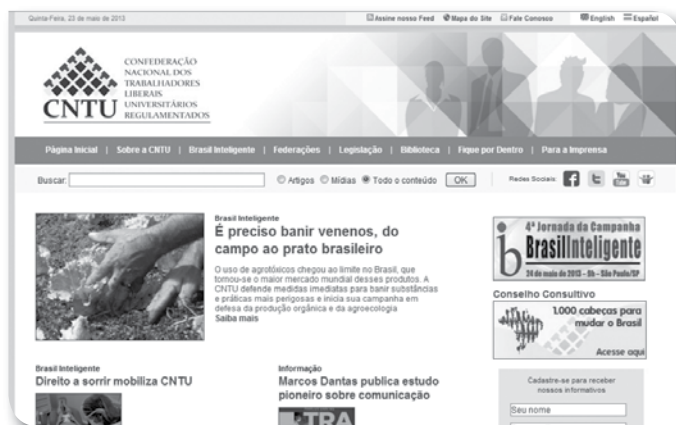 Quinta-Feira, 23 de maio de 2013
Assine nosso Feed Mapa do Site Fale Conosco English Español
CNTU
CONFEDERAÇÃO
NACIONAL DOS
TRABALHADORES
LIBERAIS
UNIVERSITÁRIOS
REGULAMENTADOS
Página Inicial | Sobre a CNTU | Brasil Inteligente | Federações | Legislação | Biblioteca | Fique por Dentro | Para a Imprensa
Buscar: Artigos Mídias Todo o conteúdo OK Redes Sociais:
Brasil Inteligente
É preciso banir venenos, do
campo ao prato brasileiro
O uso de agrotóxicos chegou ao limite no Brasil, que
tornou-se o maior mercado mundial desses produtos. A
CNTU defende medidas imediatas para banir substâncias
e práticas mais perigosas e inicia sua campanha em
defesa da produção orgânica e da agroecologia
Saiba mais
4ª Jornada da Campanha
BrasilInteligente
24 de maio de 2013 - 9h - São Paulo/SP
Conselho Consultivo
1.000 cabeças para
mudar o Brasil
Acesse aqui
Brasil Inteligente
Direito a sorrir mobiliza CNTU
Informação
Marcos Dantas publica estudo
pioneiro sobre comunicação
TRA
Cadastre-se para receber
nossos informativos
Seu nome